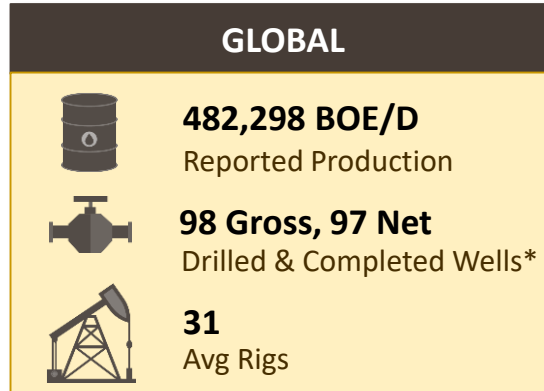 GLOBAL
482,298 BOE/D
Reported Production
98 Gross, 97 Net
Drilled & Completed Wells*
31
Avg Rigs